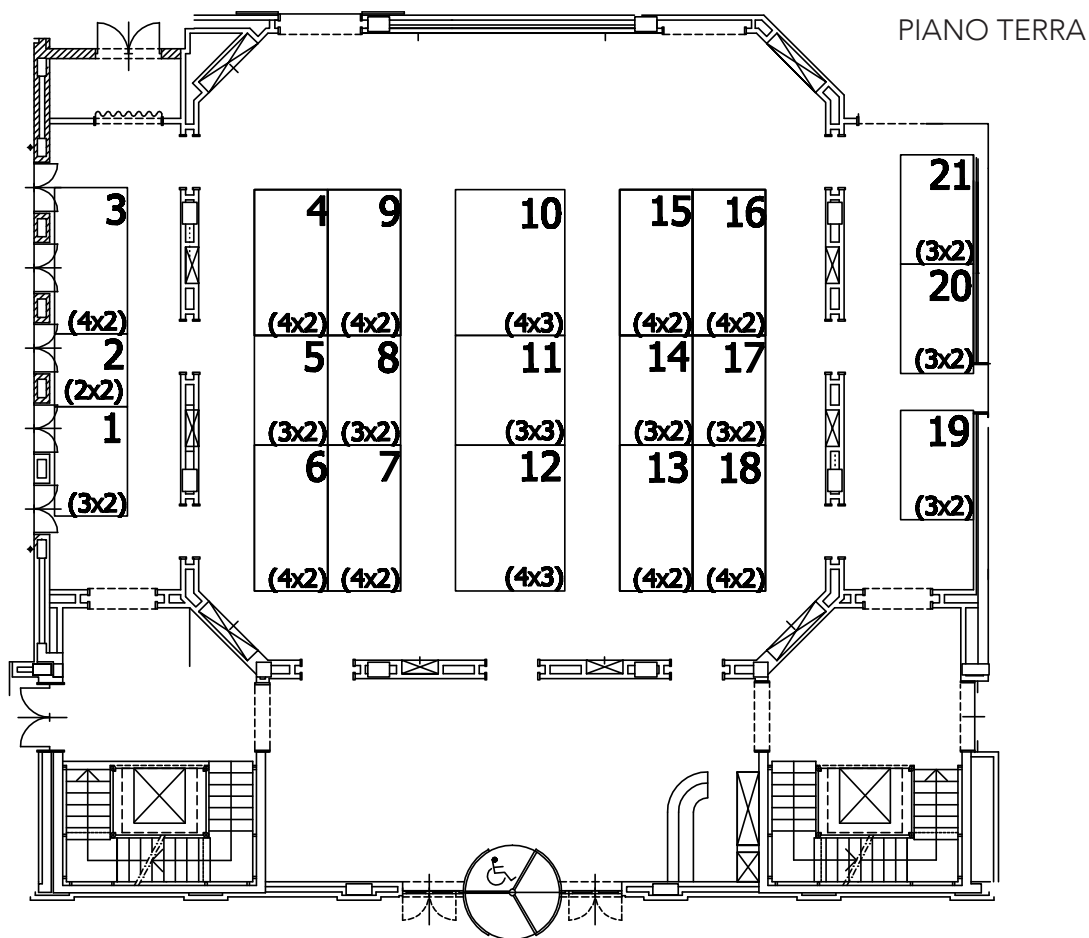 PIANO TERRA
3
(4x2)
2
(2x2)
1
(3x2)
4
(4x2)
5
(3x2)
6
(4x2)
9
(4x2)
8
(3x2)
7
(4x2)
10
(4x3)
11
(3x3)
12
(4x3)
15
(4x2)
14
(3x2)
13
(4x2)
16
(4x2)
17
(3x2)
18
(4x2)
21
(3x2)
20
(3x2)
19
(3x2)